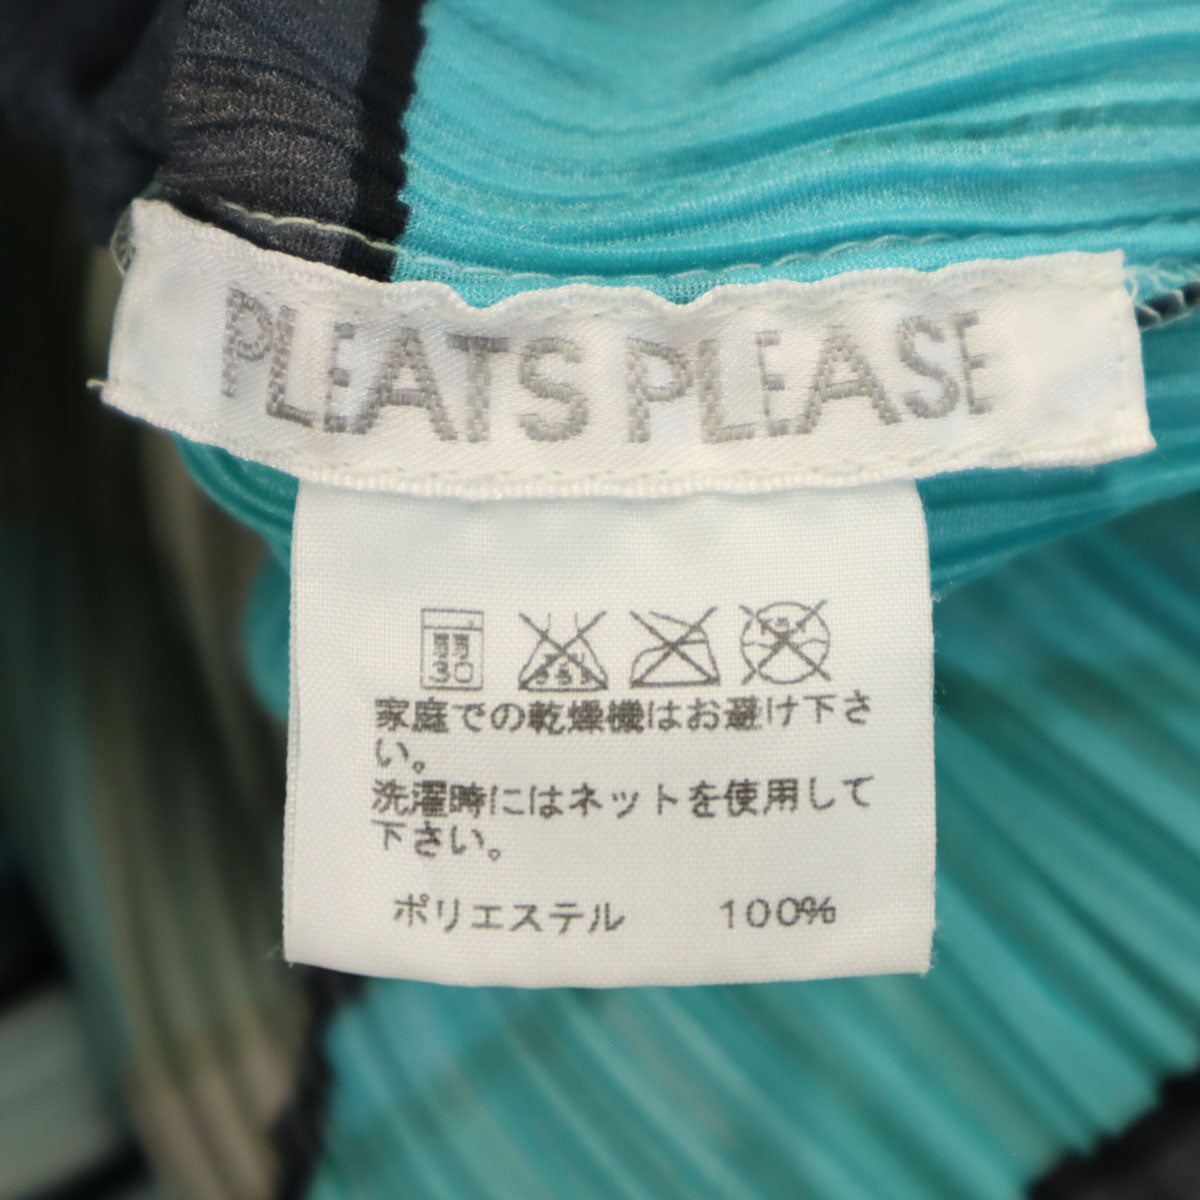 PLEATS PLEASE
弱
30
家庭での乾燥機はお避け下さ
い。
洗濯時にはネットを使用して
下さい。
ポリエステル 100%